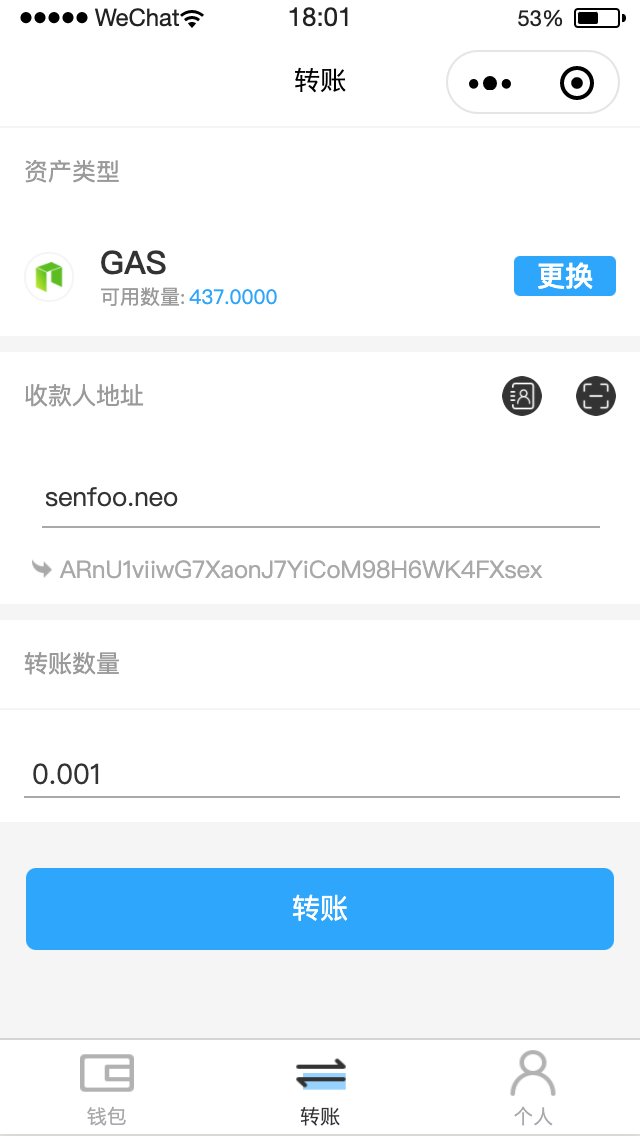 ●●●●● WeChat 18:01 53%
转账
资产类型
GAS
可用数量: 437.0000
更换
收款人地址
senfoo.neo
ARnU1viiwG7XaonJ7YiCoM98H6WK4FXsex
转账数量
0.001
转账
钱包 转账 个人